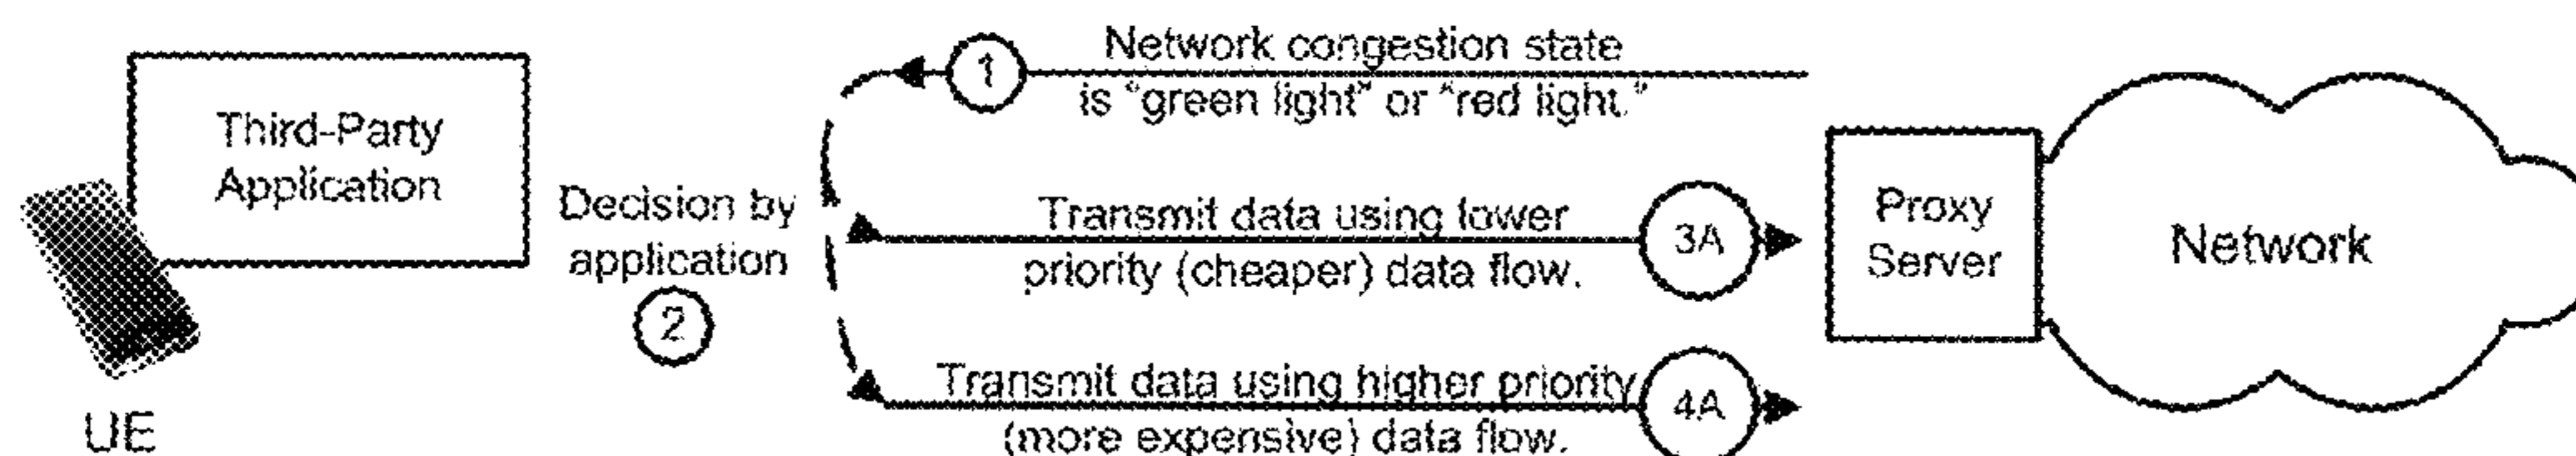 Third-Party
Application
UE
Decision by
application
2
1
Network congestion state
is "green light" or "red light."
Transmit data using lower
priority (cheaper) data flow.
3A
Transmit data using higher priority
(more expensive) data flow.
4A
Proxy
Server
Network